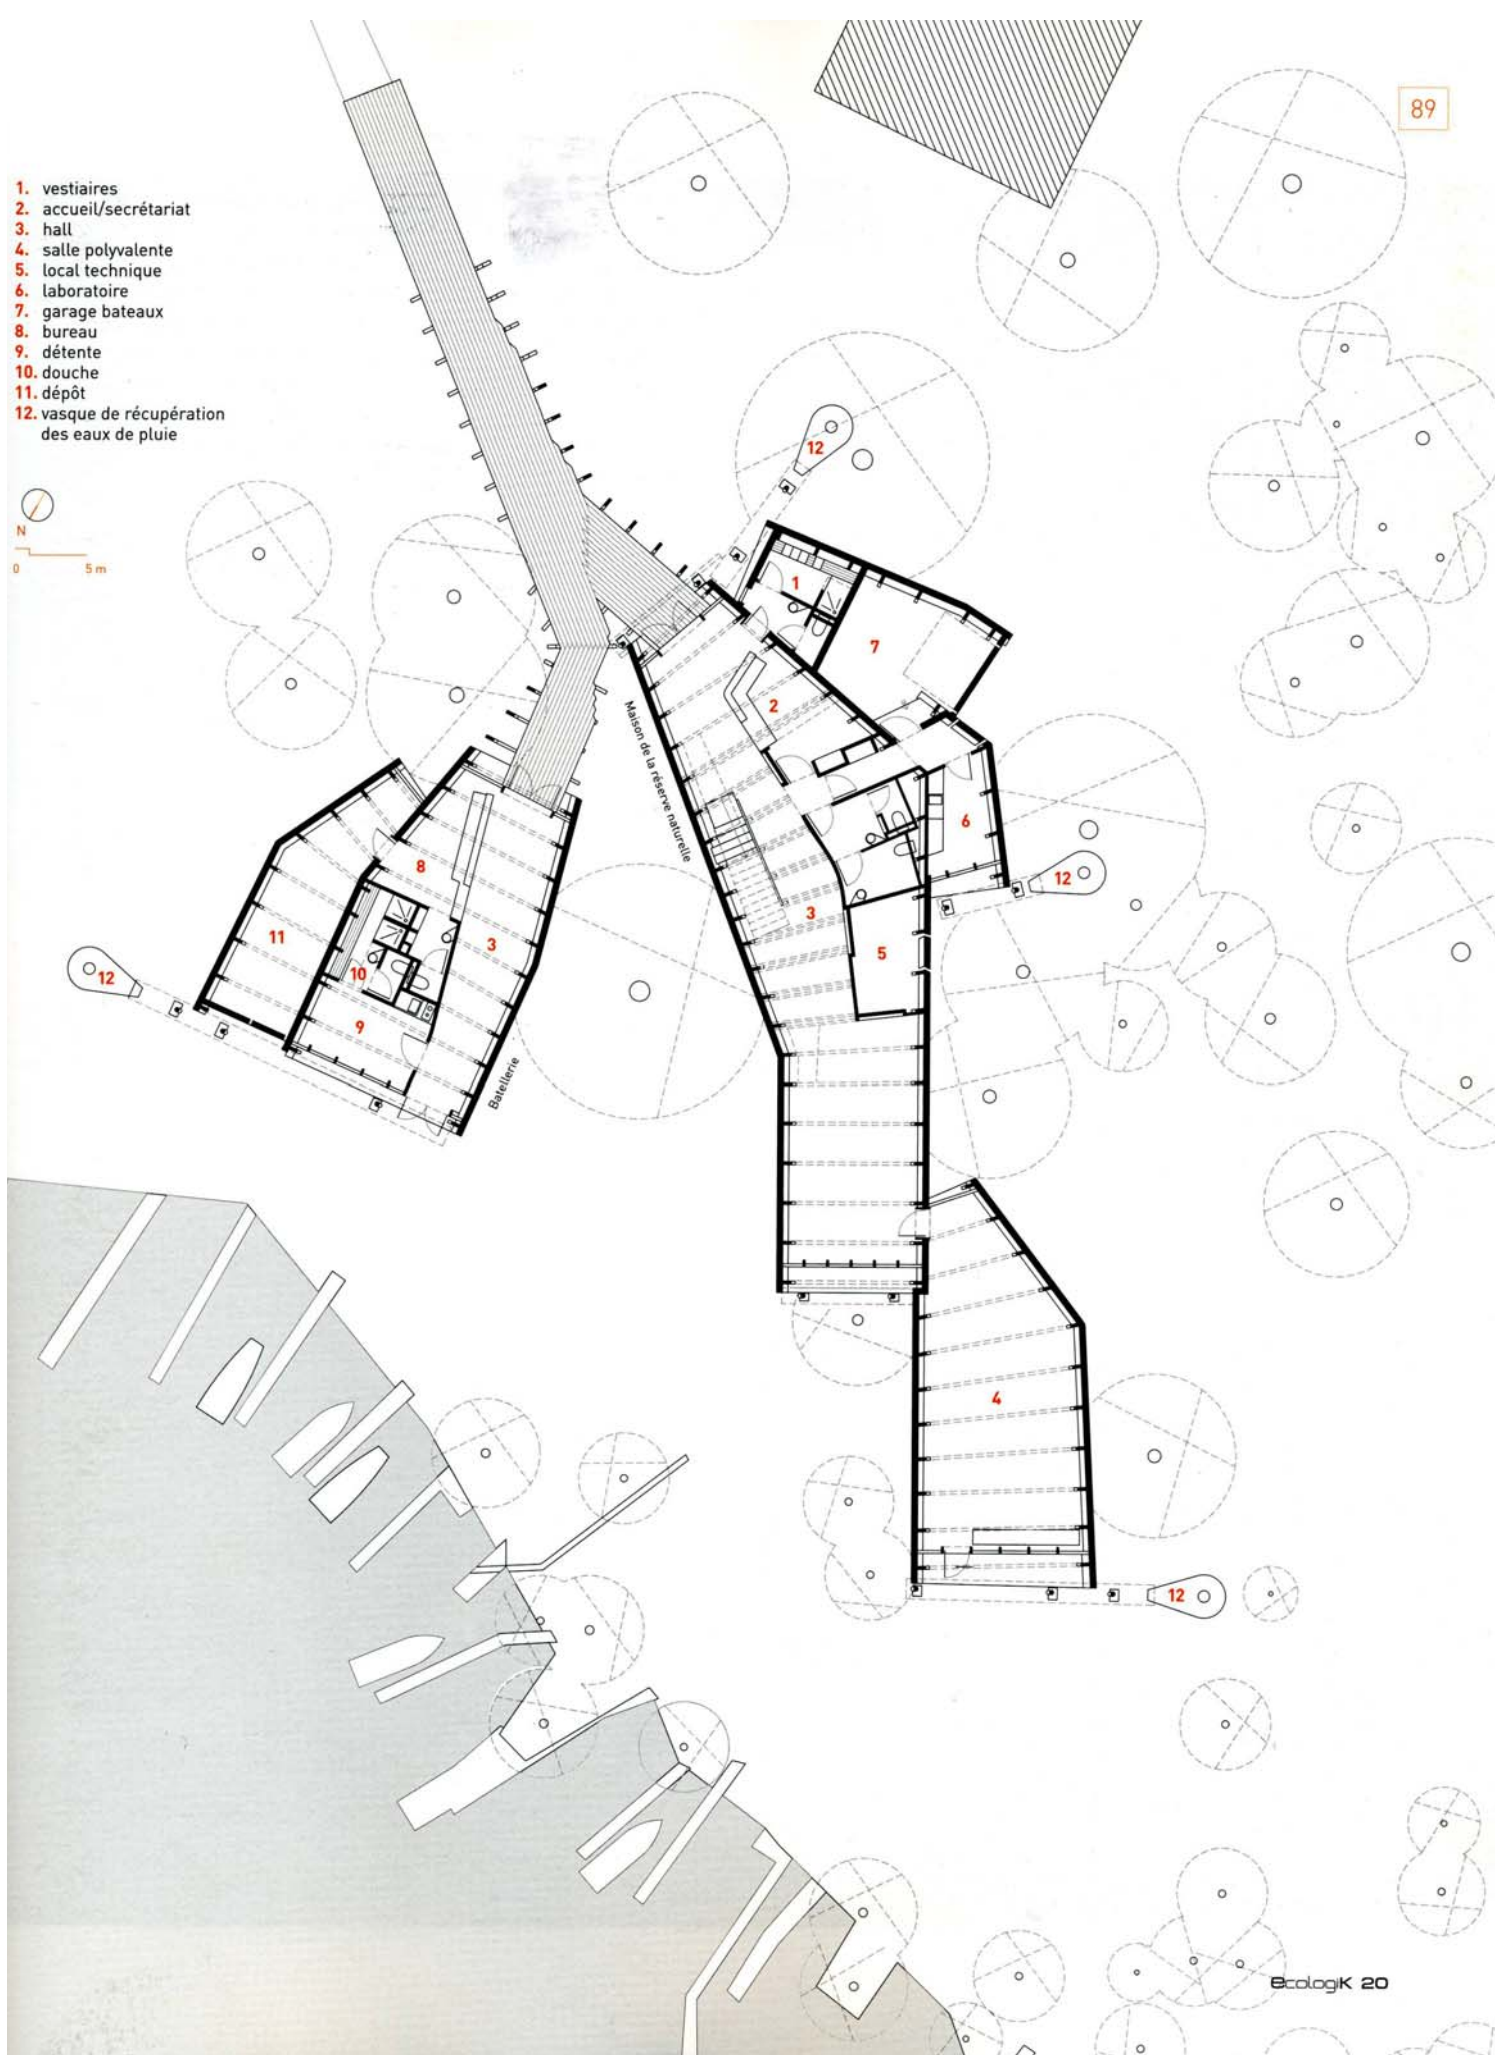 89
1. vestiaires
2. accueil/secrétariat
3. hall
4. salle polyvalente
5. local technique
6. laboratoire
7. garage bateaux
8. bureau
9. détente
10. douche
11. dépôt
12. vasque de récupération
des eaux de pluie
N
0 5 m
12
1
7
2
Maison de la réserve naturelle
6
12
8
3
3
11
5
10
12
9
Batellerie
4
12
ecologiK 20